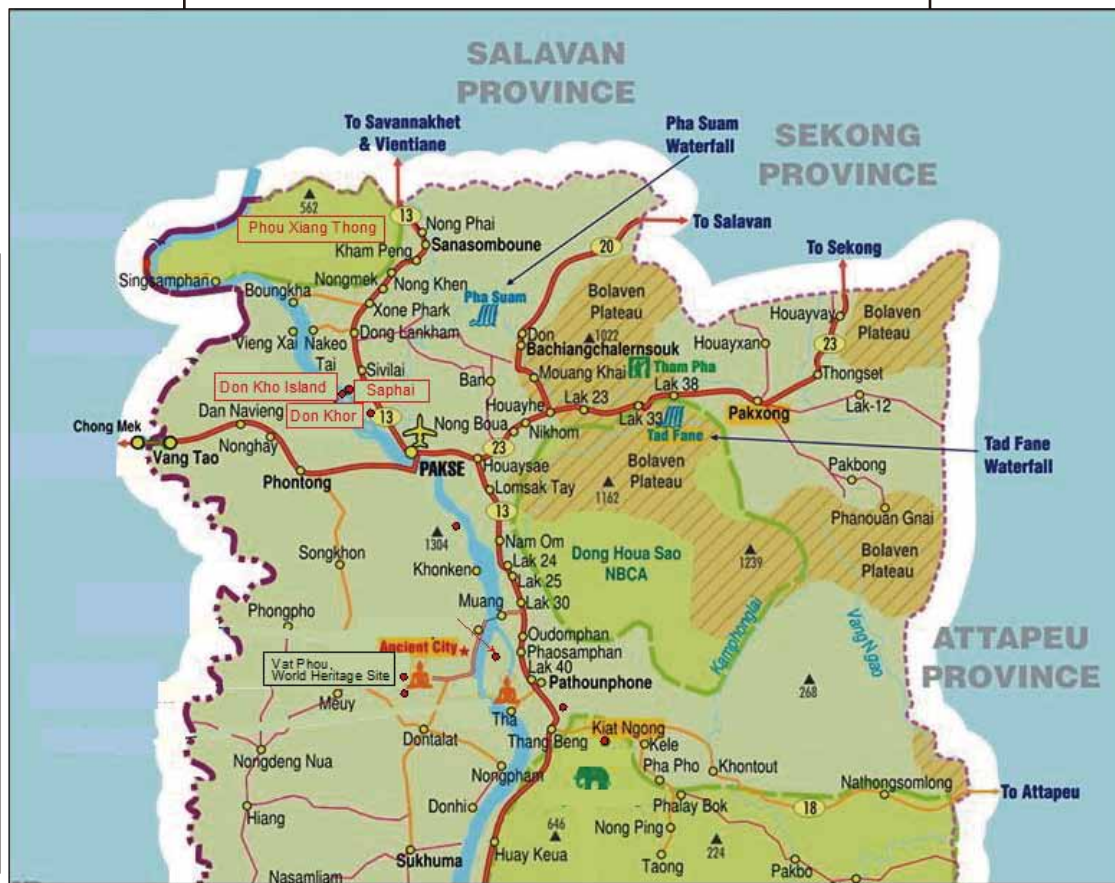 SALAVAN
PROVINCE
To Savannakhet
& Vientiane
Pha Suam
Waterfall
SEKONG
PROVINCE
562
13
Nong Phai
To Salavan
Phou Xiang Thong
Sanasomboune
20
To Sekong
Kham Peng
Singsamphan
Nongmek
Nong Khen
Boungkha
Pha Suam
Bolaven
Plateau
Xone Phark
Houayvay
Bolaven
Plateau
Vieng Xai
Nakeo
Dong Lankham
Don
1022
Houayxan
23
Bachiangchalernsouk
Tai
Sivilai
Ban
Mouang Khai
Tham Pha
Thongset
Don Kho Island
Saphai
Lak 38
Dan Navieng
Don Khor
13
Houayhe
Lak 23
Lak 33
Pakxong
Lak-12
Chong Mek
Nong Boua
Nikhom
Tad Fane
Vang Tao
Nonghay
PAKSE
23
Houaysae
Tad Fane
Waterfall
Phontong
Lomsak Tay
Bolaven
Plateau
Pakbong
1162
13
Phanouan Gnai
1304
Songkhon
Nam Om
Dong Houa Sao
NBCA
1239
Bolaven
Plateau
Khonken
Lak 24
Lak 25
Phongpho
Muang
Lak 30
Kamphonglai
Vang Ngao
ATTAPEU
PROVINCE
Ancient City
Oudomphan
Phaosamphan
Vat Phou,
World Heritage Site
Lak 40
Pathounphone
268
Meuy
Tha
Dontalat
Thang Beng
Kiat Ngong
Kele
Nongdeng Nua
Nongpham
Pha Pho
Khontout
Nathongsomlong
To Attapeu
Donhi
Phalay Bok
18
Hiang
646
Nong Ping
224
Sukhuma
Huay Keua
Taong
Pakbo
Nasamliam